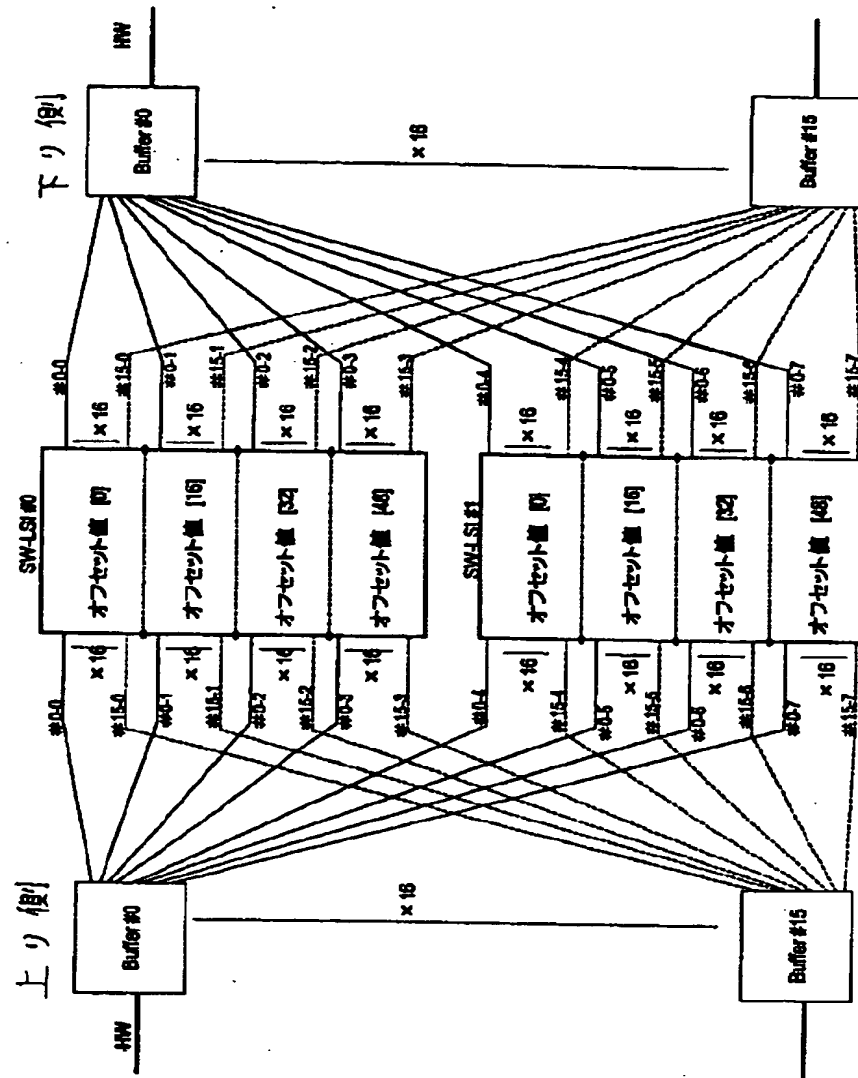 上り側
HW
Buffer #0
× 16
Buffer #15
#0-0
× 16
#15-0
#0-1
× 16
#15-1
#0-2
× 16
#15-2
#0-3
× 16
#15-3
#0-4
× 16
#15-4
#0-5
× 16
#15-5
#0-6
× 16
#15-6
#0-7
× 16
#15-7
SW-LSI #0
オフセット値 [0]
オフセット値 [16]
オフセット値 [32]
オフセット値 [48]
SW-LSI #1
オフセット値 [0]
オフセット値 [16]
オフセット値 [32]
オフセット値 [48]
#0-0
× 16
#15-0
#0-1
× 16
#15-1
#0-2
× 16
#15-2
#0-3
× 16
#15-3
#0-4
× 16
#15-4
#0-5
× 16
#15-5
#0-6
× 16
#15-6
#0-7
× 16
#15-7
下り側
HW
Buffer #0
× 16
Buffer #15